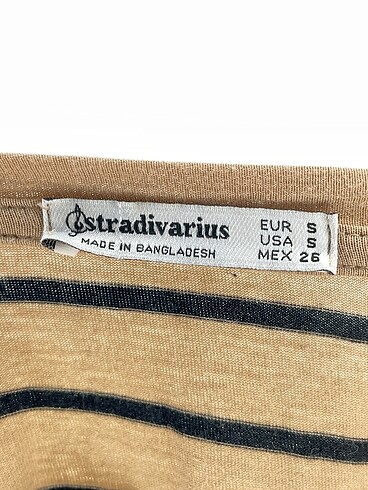 stradivarius
MADE IN BANGLADESH
EUR S
USA S
MEX 26